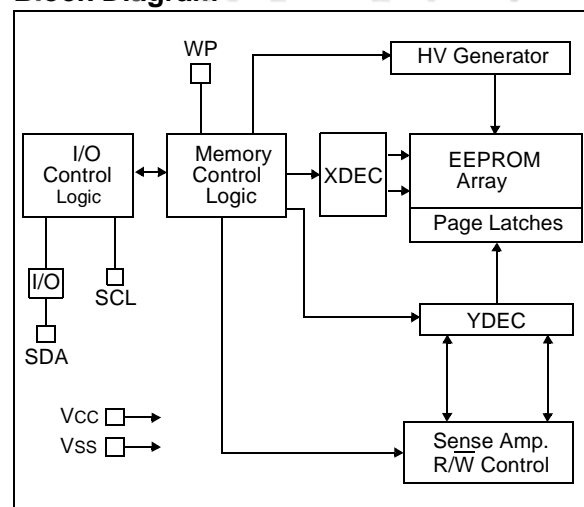 Block Diagram
WP
HV Generator
I/O
Control
Logic
Memory
Control
Logic
XDEC
EEPROM
Array
Page Latches
I/O
SCL
SDA
YDEC
VCC
VSS
Sense Amp.
R/W̅ Control